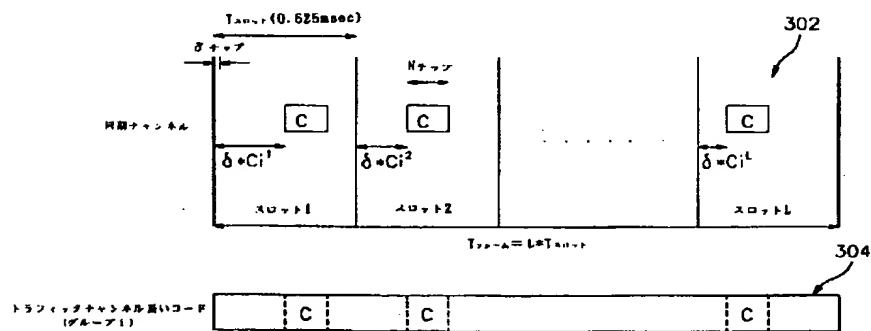 Tスロット(0.625msec)
302
δチップ
Nチップ
同期チャンネル
C
C
C
δ*Ci¹
δ*Ci²
δ*Ciᴸ
スロット1
スロット2
. . . . . .
スロットL
Tフレーム=L*Tスロット
304
トラフィックチャンネル長いコード
(グループi)
C
C
C